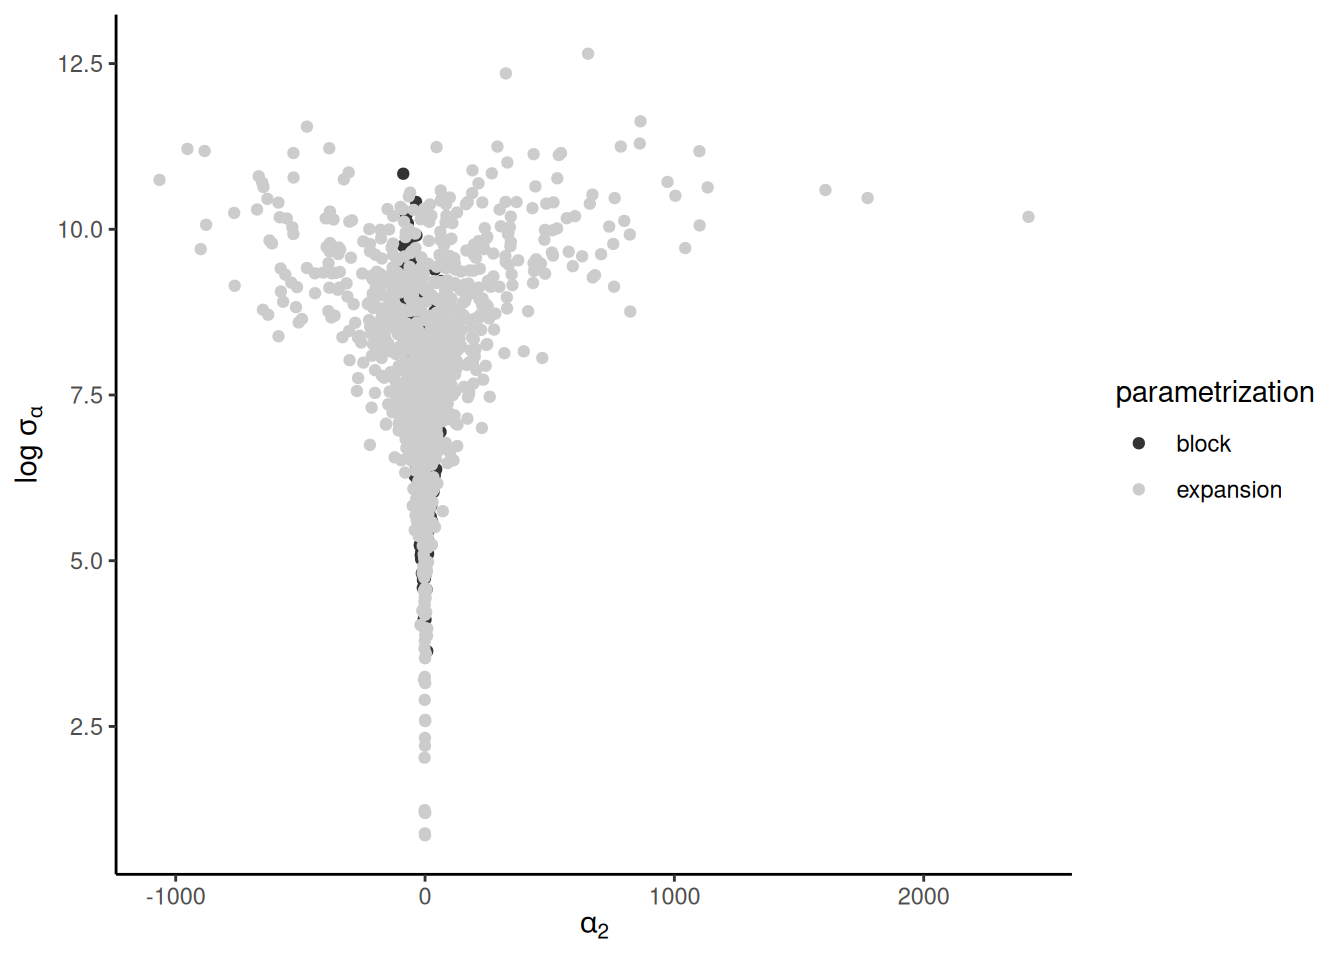 12.5
10.0
7.5
5.0
2.5
log σα
-1000 0 1000 2000
α2
parametrization
block
expansion